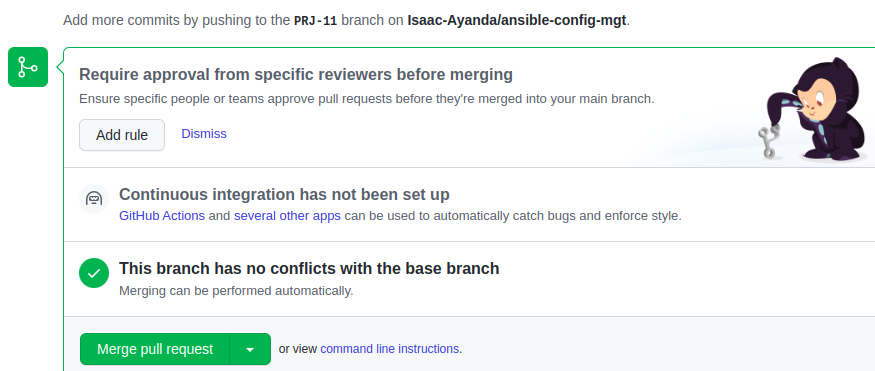 Add more commits by pushing to the PRJ-11 branch on Isaac-Ayanda/ansible-config-mgt.
Require approval from specific reviewers before merging
Ensure specific people or teams approve pull requests before they're merged into your main branch.
Add rule Dismiss
Continuous integration has not been set up
GitHub Actions and several other apps can be used to automatically catch bugs and enforce style.
This branch has no conflicts with the base branch
Merging can be performed automatically.
Merge pull request or view command line instructions.